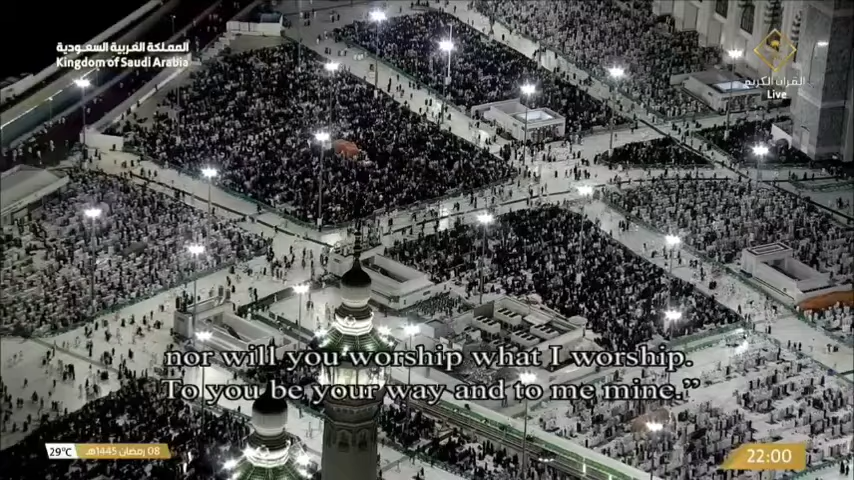 المملكة العربية السعودية
Kingdom of Saudi Arabia
القرآن الكريم
Live
nor will you worship what I worship.
To you be your way and to me mine.”
29°C
08 رمضان 1445هـ
22:00